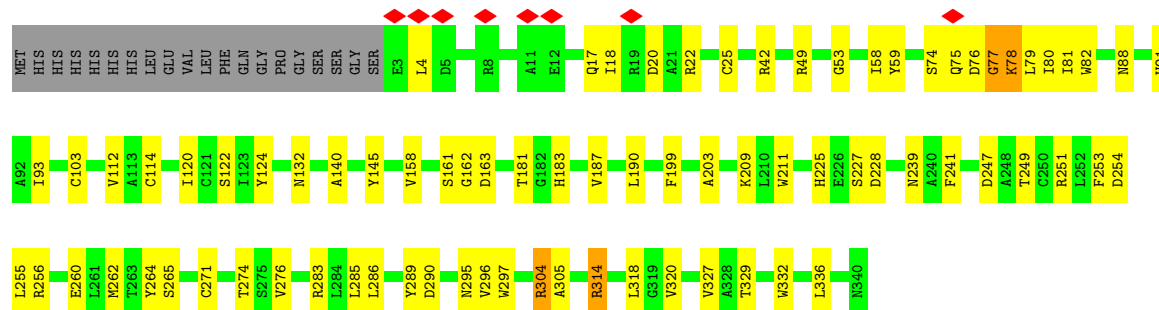 MET HIS HIS HIS HIS HIS HIS LEU GLU VAL LEU PHE GLN GLY PRO GLY SER SER GLY SER E3 L4 D5 R8 A11 E12 Q17 I18 R19 D20 A21 R22 C25 R42 R49 G53 I58 Y59 S74 Q75 D76 G77 K78 L79 I80 I81 W82 N88
A92 I93 C103 V112 A113 C114 I120 C121 S122 I123 Y124 N132 A140 Y145 V158 S161 G162 D163 T181 G182 H183 V187 L190 F199 A203 K209 L210 W211 H225 E226 S227 D228 N239 A240 F241 D247 A248 T249 C250 R251 L252 F253 D254
L255 R256 E260 L261 M262 T263 Y264 S265 C271 T274 S275 V276 R283 L284 L285 L286 Y289 D290 N295 V296 W297 R304 A305 R314 L318 G319 V320 V327 A328 T329 W332 L336 N340